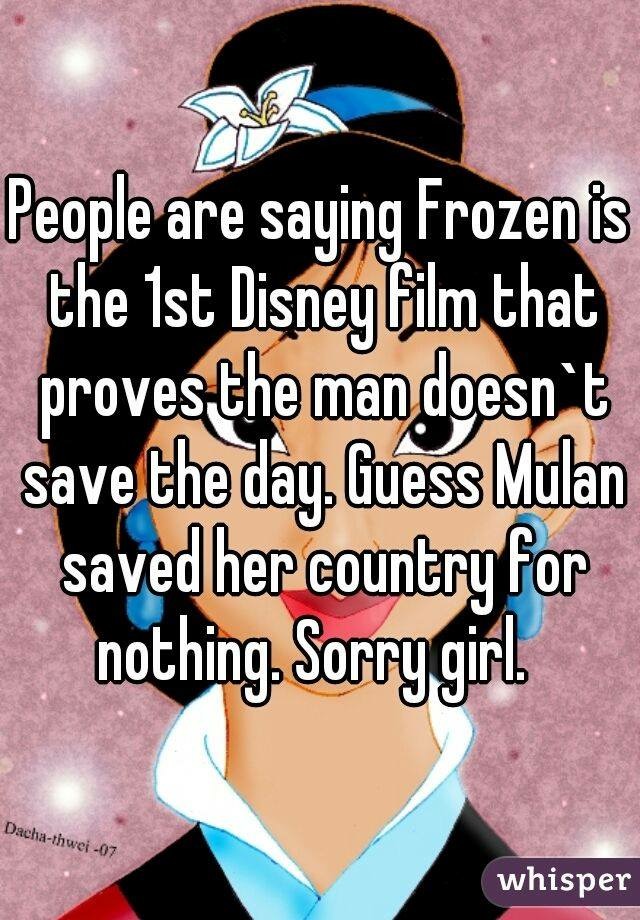 People are saying Frozen is
the 1st Disney film that
proves the man doesn`t
save the day. Guess Mulan
saved her country for
nothing. Sorry girl.
Dacha-thwei -07
whisper